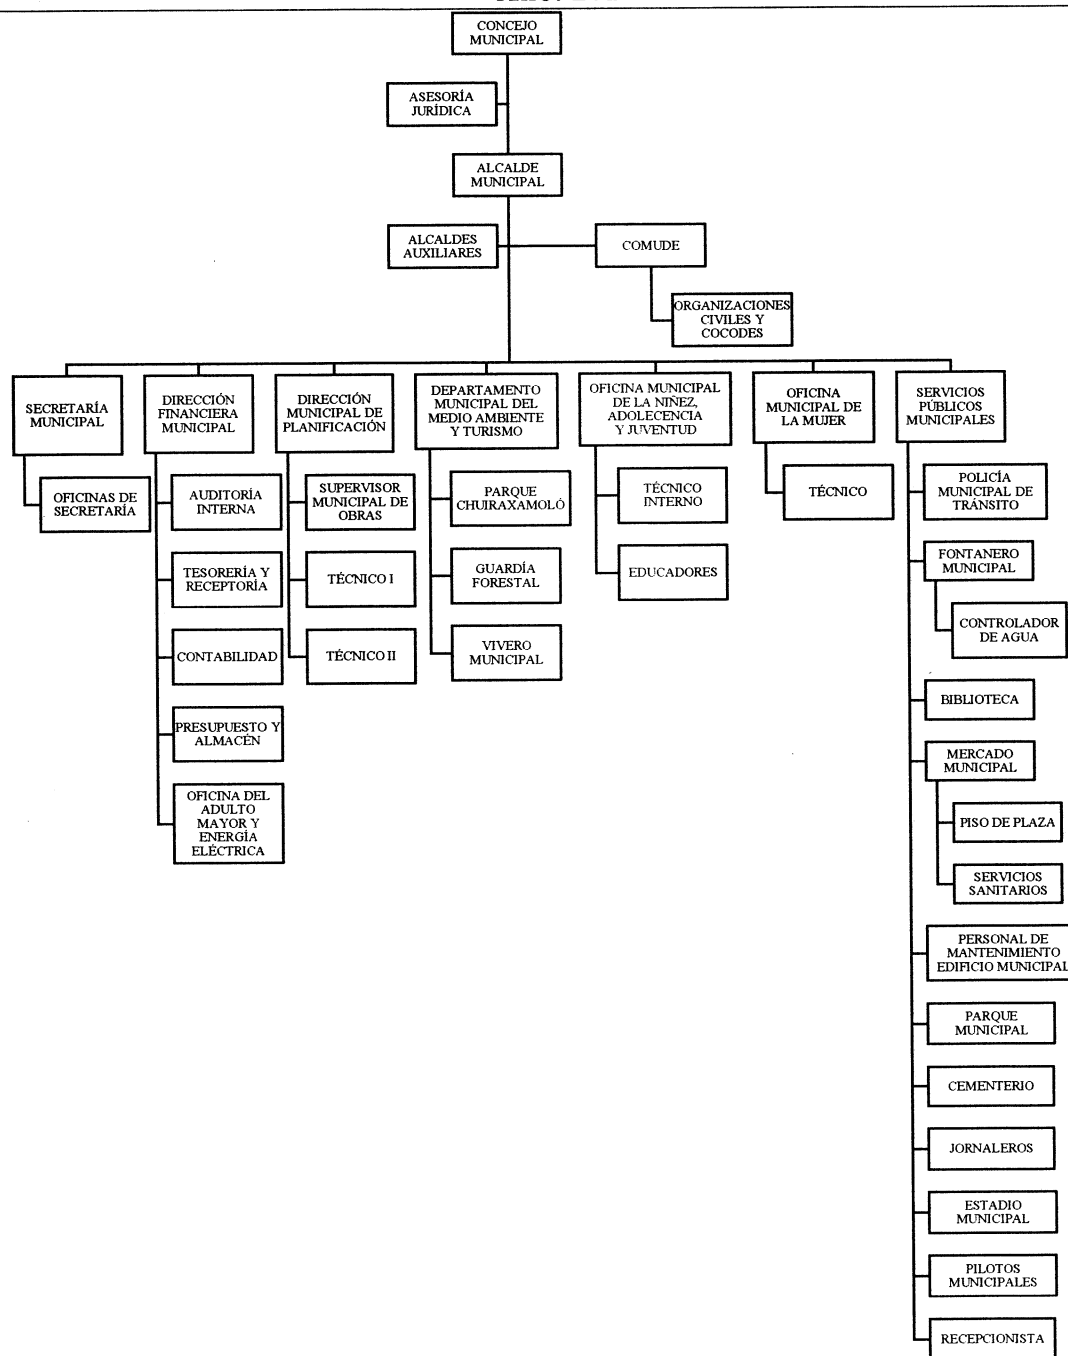 CONCEJO
MUNICIPAL
ASESORÍA
JURÍDICA
ALCALDE
MUNICIPAL
ALCALDES
AUXILIARES
COMUDE
ORGANIZACIONES
CIVILES Y
COCODES
SECRETARÍA
MUNICIPAL
OFICINAS DE
SECRETARÍA
DIRECCIÓN
FINANCIERA
MUNICIPAL
AUDITORÍA
INTERNA
TESORERÍA Y
RECEPTORÍA
CONTABILIDAD
PRESUPUESTO Y
ALMACÉN
OFICINA DEL
ADULTO
MAYOR Y
ENERGÍA
ELÉCTRICA
DIRECCIÓN
MUNICIPAL DE
PLANIFICACIÓN
SUPERVISOR
MUNICIPAL DE
OBRAS
TÉCNICO I
TÉCNICO II
DEPARTAMENTO
MUNICIPAL DEL
MEDIO AMBIENTE
Y TURISMO
PARQUE
CHUIRAXAMOLÓ
GUARDÍA
FORESTAL
VIVERO
MUNICIPAL
OFICINA MUNICIPAL
DE LA NIÑEZ,
ADOLECENCIA
Y JUVENTUD
TÉCNICO
INTERNO
EDUCADORES
OFICINA
MUNICIPAL DE
LA MUJER
TÉCNICO
SERVICIOS
PÚBLICOS
MUNICIPALES
POLICÍA
MUNICIPAL DE
TRÁNSITO
FONTANERO
MUNICIPAL
CONTROLADOR
DE AGUA
BIBLIOTECA
MERCADO
MUNICIPAL
PISO DE PLAZA
SERVICIOS
SANITARIOS
PERSONAL DE
MANTENIMIENTO
EDIFICIO MUNICIPAL
PARQUE
MUNICIPAL
CEMENTERIO
JORNALEROS
ESTADIO
MUNICIPAL
PILOTOS
MUNICIPALES
RECEPCIONISTA